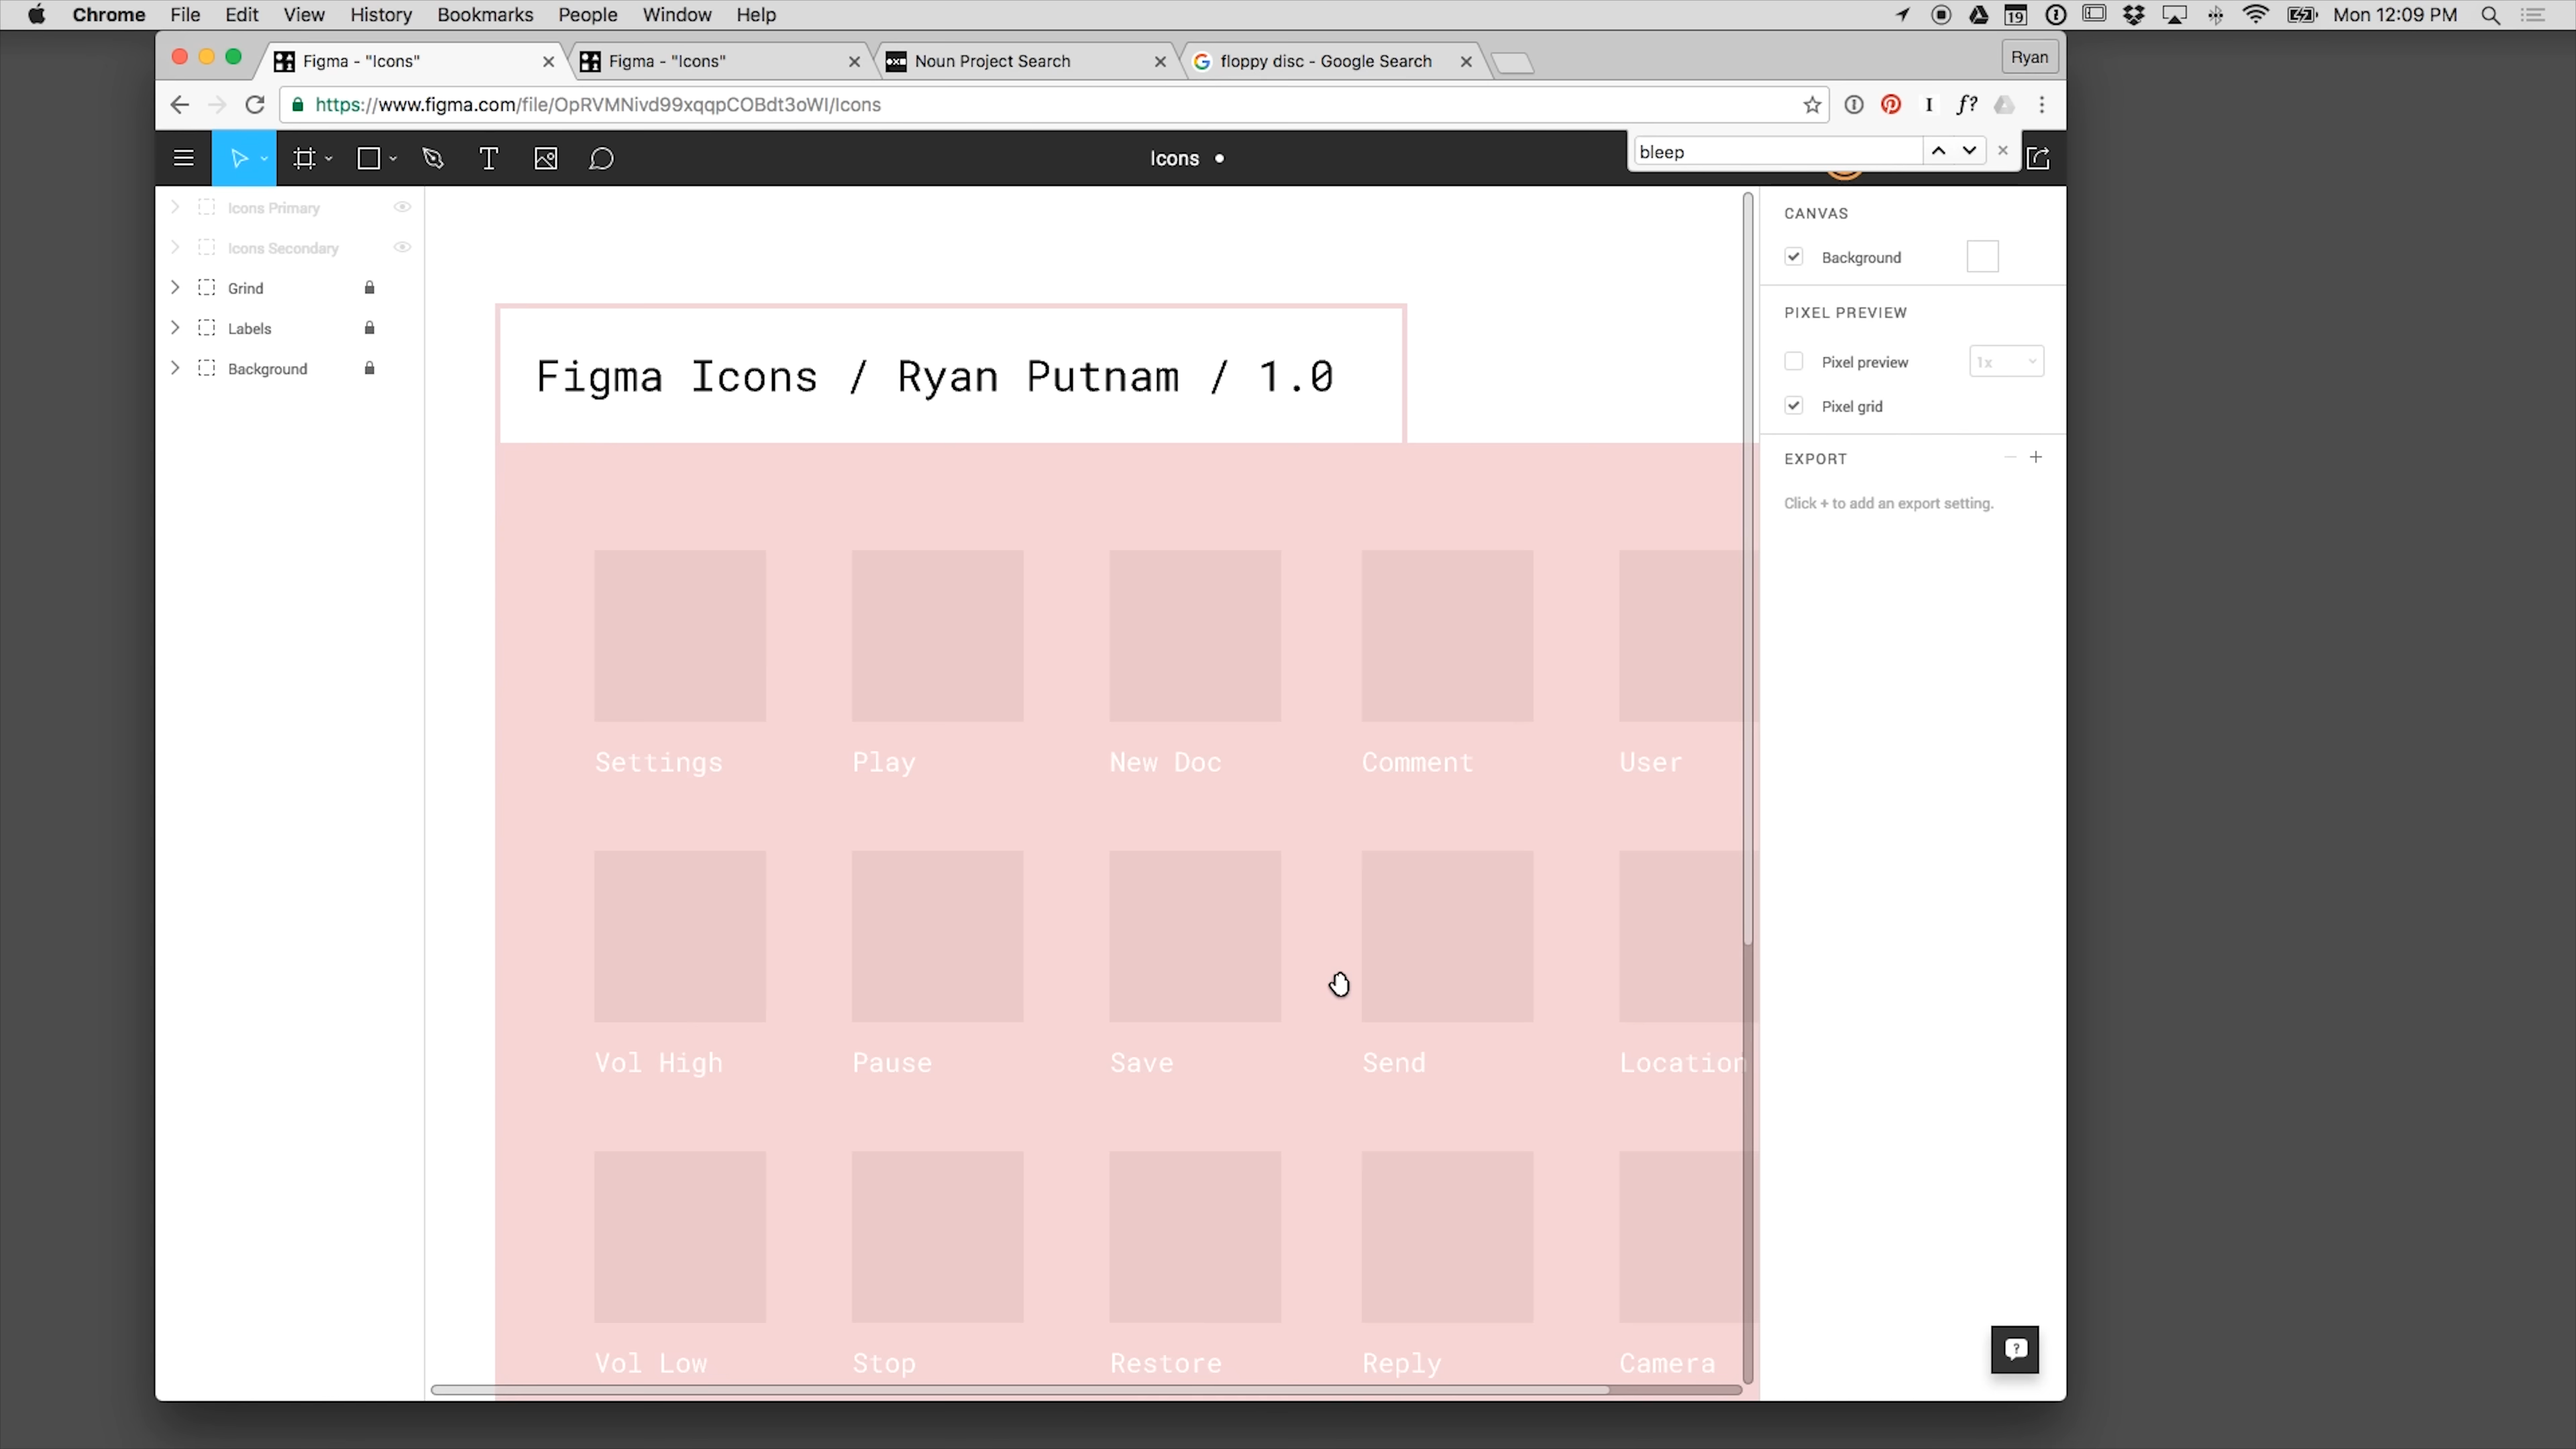 Chrome File Edit View History Bookmarks People Window Help 19 Mon 12:09 PM
Figma - "Icons" Figma - "Icons" Noun Project Search floppy disc - Google Search Ryan
https://www.figma.com/file/OpRVMNivd99xqqpCOBdt3oWI/Icons
Icons
bleep
Icons Primary
Icons Secondary
Grind
Labels
Background
Figma Icons / Ryan Putnam / 1.0
Settings Play New Doc Comment User
Vol High Pause Save Send Location
Vol Low Stop Restore Reply Camera
CANVAS
Background
PIXEL PREVIEW
Pixel preview 1x
Pixel grid
EXPORT
Click + to add an export setting.